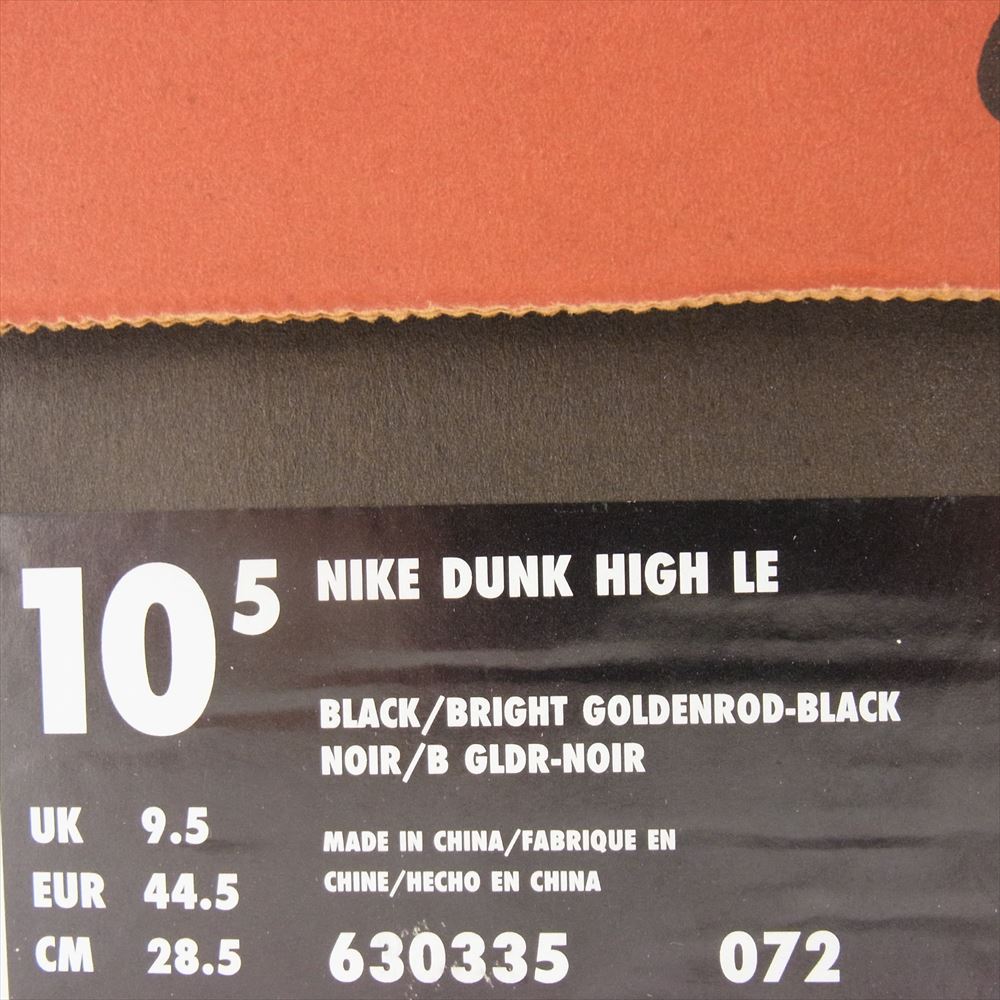 10 5 NIKE DUNK HIGH LE
BLACK/BRIGHT GOLDENROD-BLACK
NOIR/B GLDR-NOIR
UK 9.5
EUR 44.5
CM 28.5
MADE IN CHINA/FABRIQUE EN
CHINE/HECHO EN CHINA
630335 072